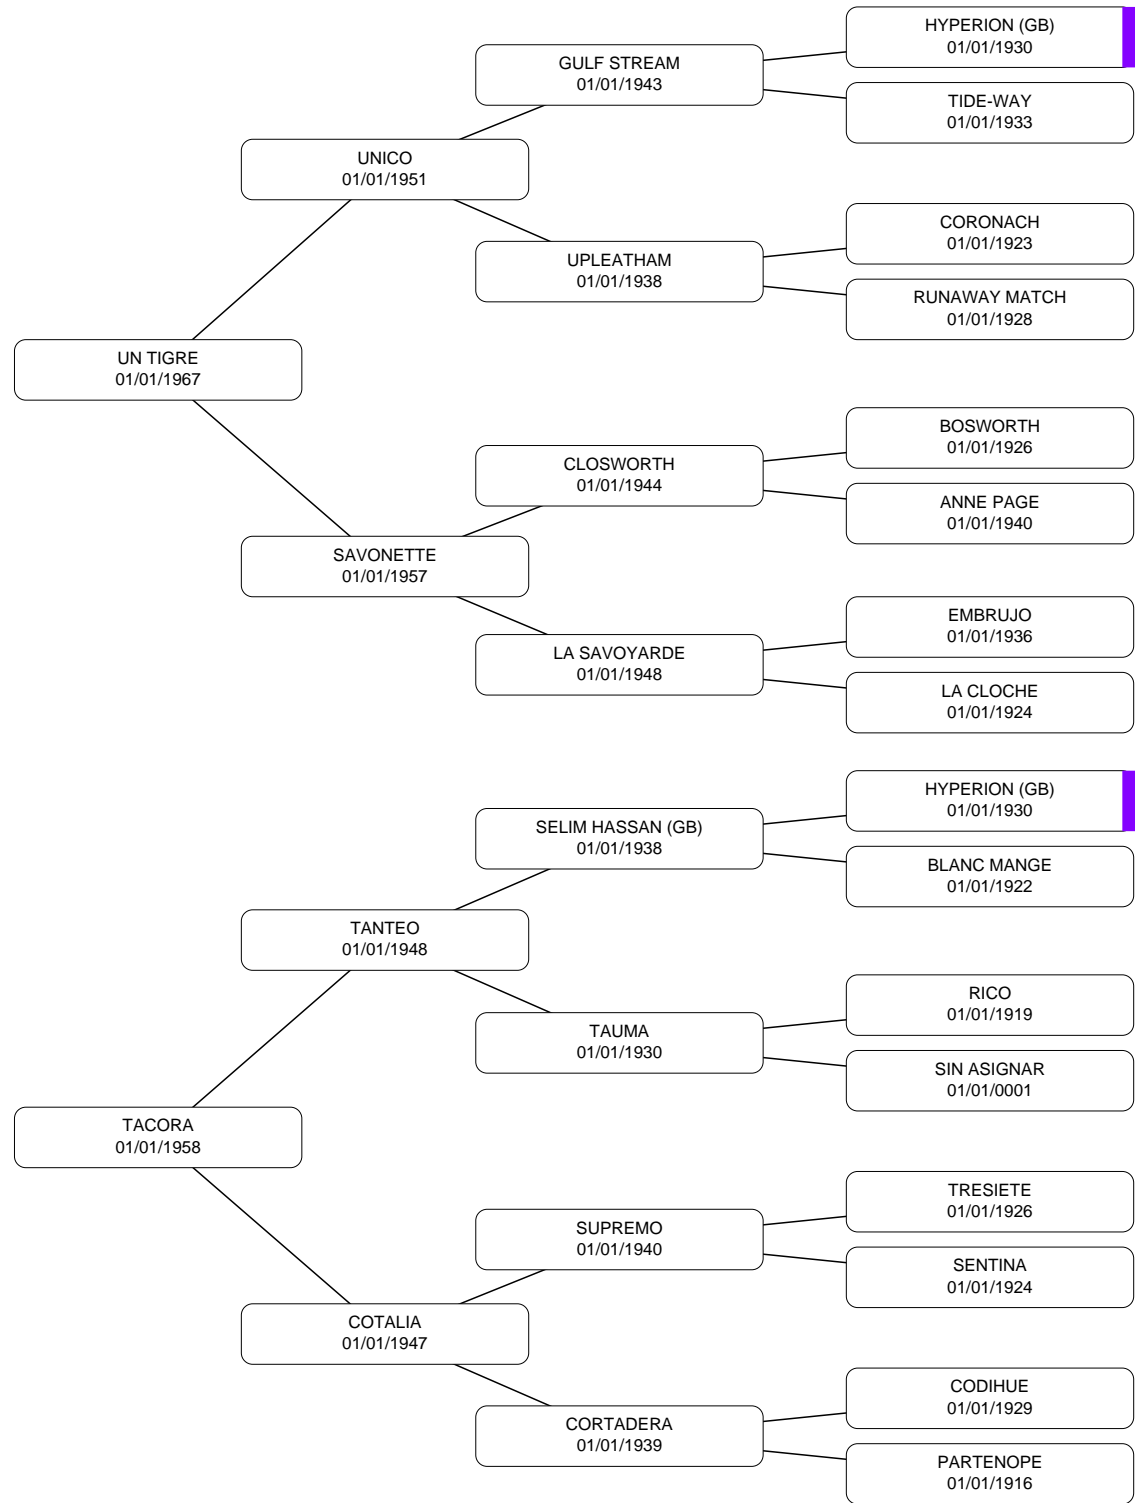 HYPERION (GB)
01/01/1930
GULF STREAM
01/01/1943
TIDE-WAY
01/01/1933
UNICO
01/01/1951
CORONACH
01/01/1923
UPLEATHAM
01/01/1938
RUNAWAY MATCH
01/01/1928
UN TIGRE
01/01/1967
BOSWORTH
01/01/1926
CLOSWORTH
01/01/1944
ANNE PAGE
01/01/1940
SAVONETTE
01/01/1957
EMBRUJO
01/01/1936
LA SAVOYARDE
01/01/1948
LA CLOCHE
01/01/1924
HYPERION (GB)
01/01/1930
SELIM HASSAN (GB)
01/01/1938
BLANC MANGE
01/01/1922
TANTEO
01/01/1948
RICO
01/01/1919
TAUMA
01/01/1930
SIN ASIGNAR
01/01/0001
TACORA
01/01/1958
TRESIETE
01/01/1926
SUPREMO
01/01/1940
SENTINA
01/01/1924
COTALIA
01/01/1947
CODIHUE
01/01/1929
CORTADERA
01/01/1939
PARTENOPE
01/01/1916